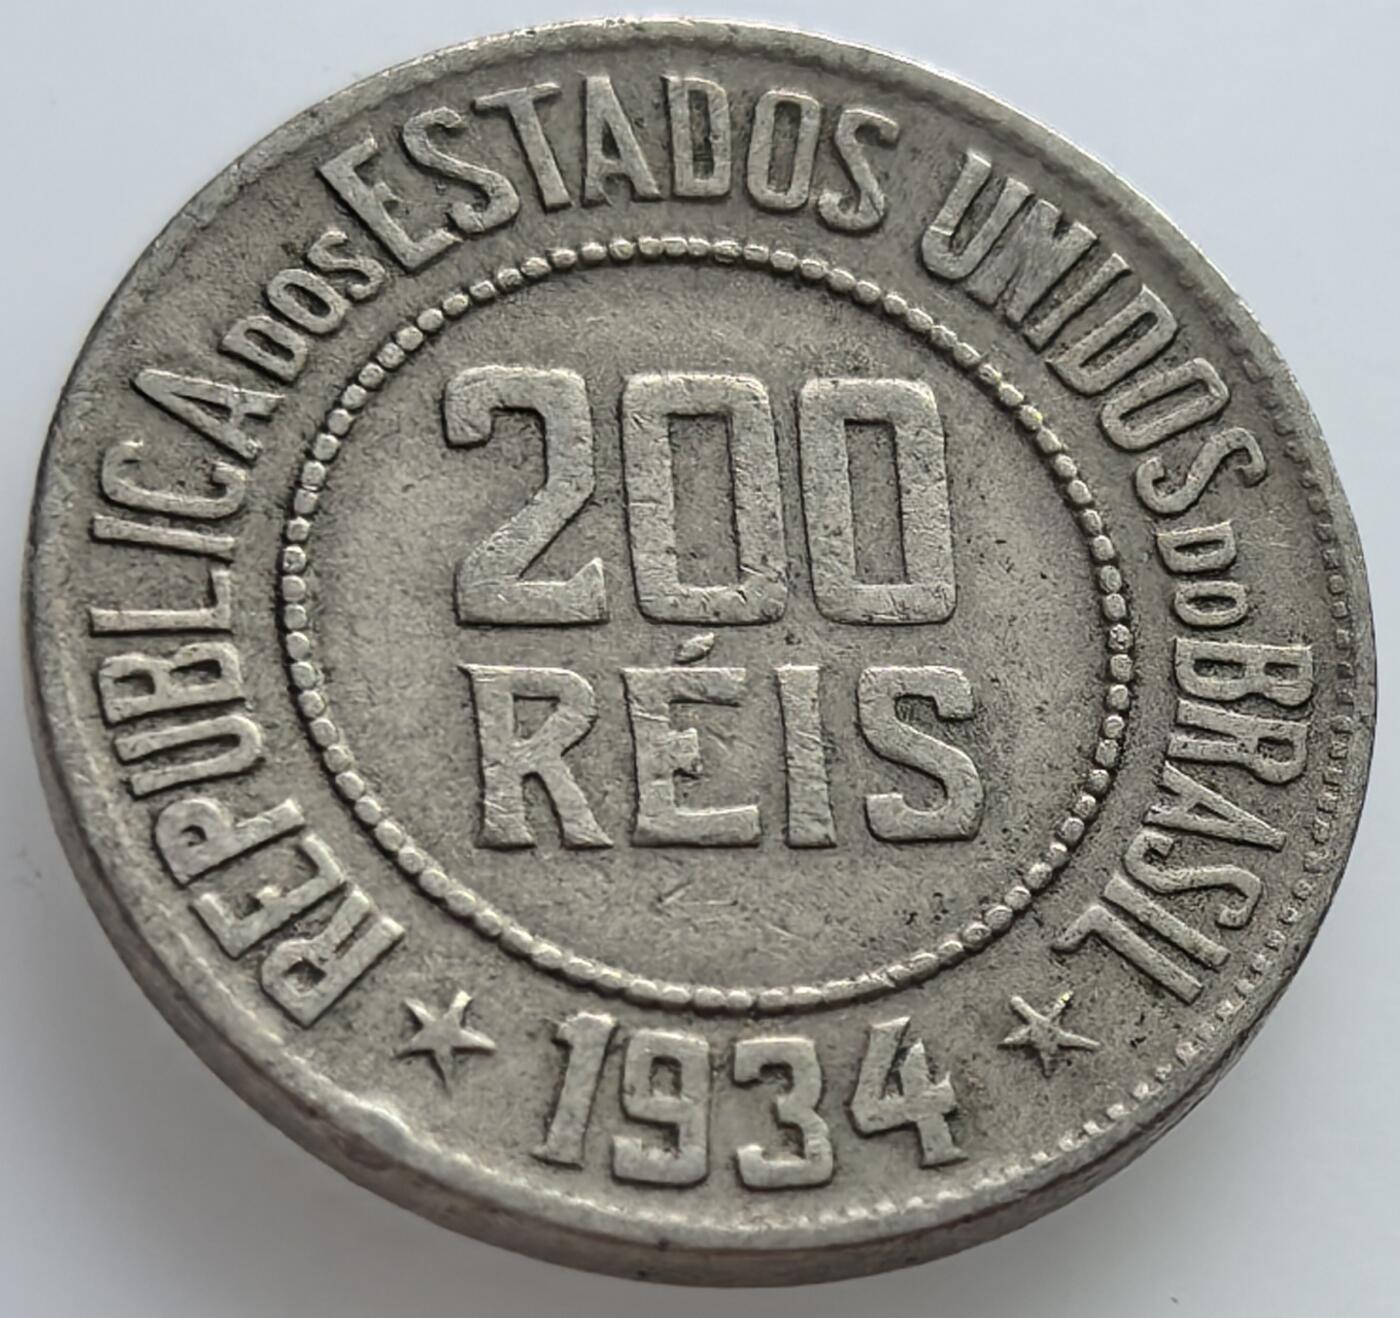 REPUBLICA DOS ESTADOS UNIDOS DO BRASIL
200
RÉIS
1934